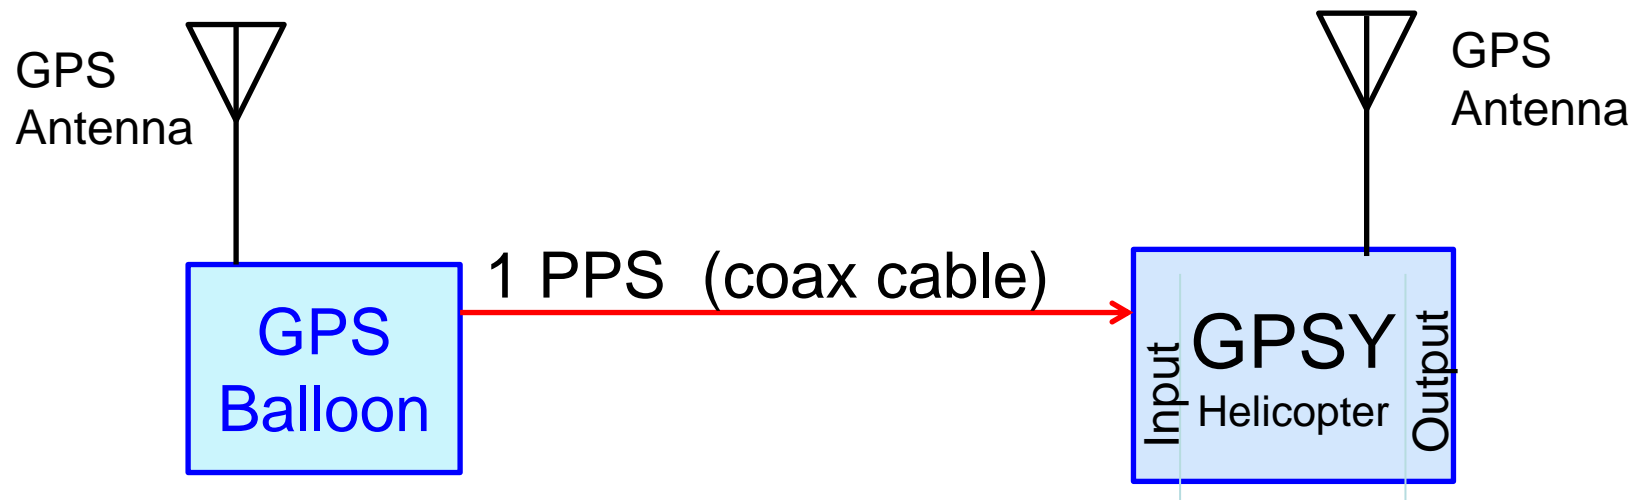 GPS
Antenna
GPS
Antenna
1 PPS  (coax cable)
GPS
Balloon
Input
GPSY
Helicopter
Output